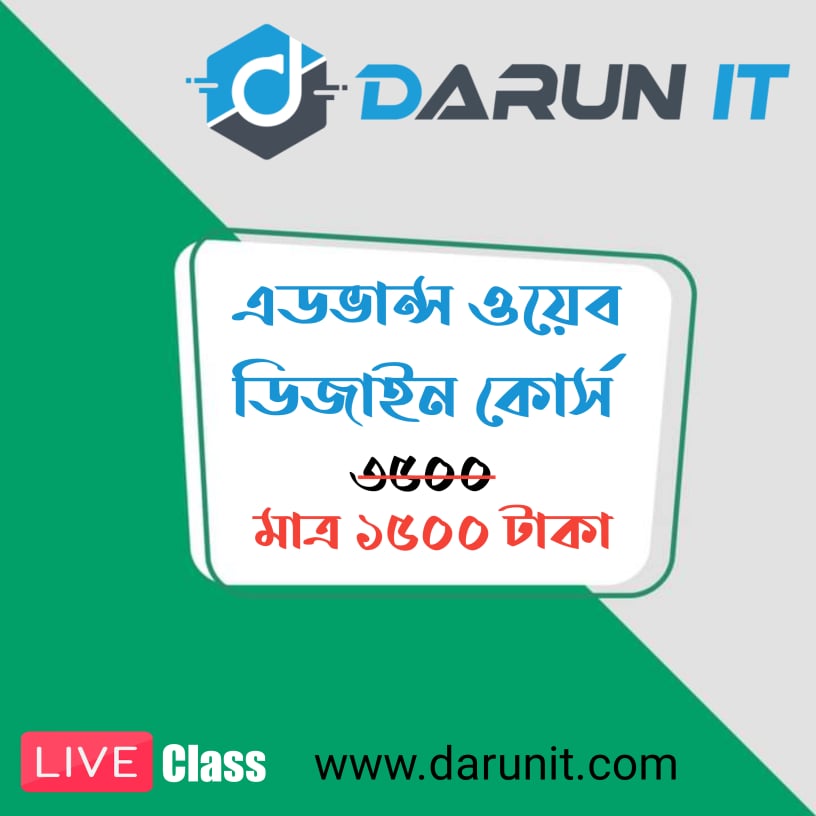 DARUN IT
এডভান্স ওয়েব
ডিজাইন কোর্স
৩৫০০
মাত্র ১৫০০ টাকা
LIVE Class
www.darunit.com